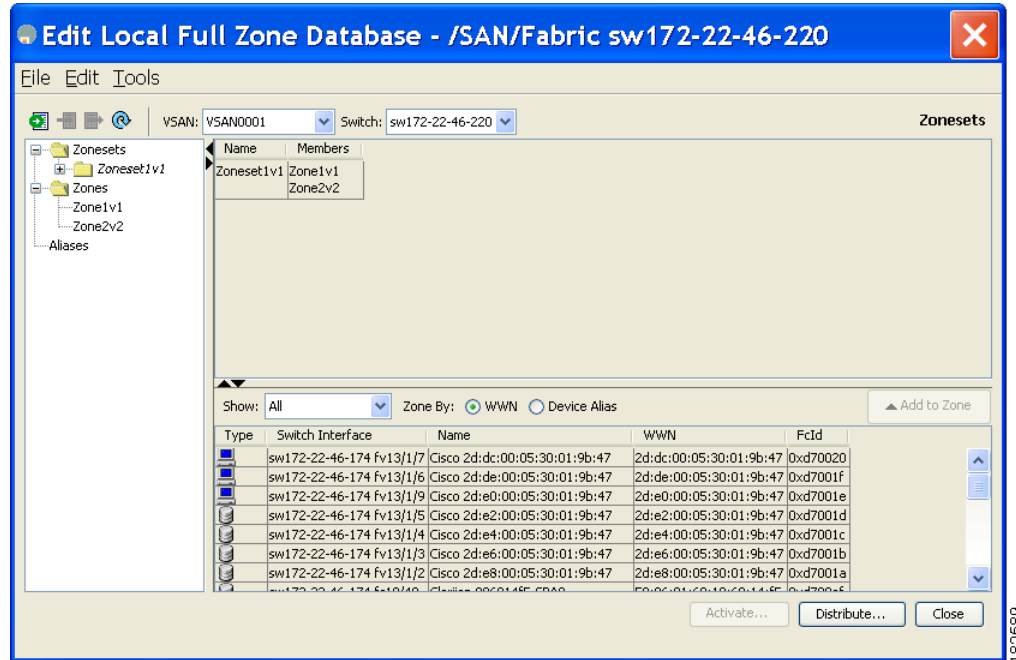 Edit Local Full Zone Database - /SAN/Fabric sw172-22-46-220
File Edit Tools
VSAN: VSAN0001 Switch: sw172-22-46-220 Zonesets
Zonesets
Zoneset1v1
Zones
Zone1v1
Zone2v2
Aliases
Name Members
Zoneset1v1 Zone1v1
Zone2v2
Show: All Zone By: WWN Device Alias Add to Zone
Type Switch Interface Name WWN FcId
sw172-22-46-174 fv13/1/7 Cisco 2d:dc:00:05:30:01:9b:47 2d:dc:00:05:30:01:9b:47 0xd70020
sw172-22-46-174 fv13/1/6 Cisco 2d:de:00:05:30:01:9b:47 2d:de:00:05:30:01:9b:47 0xd7001f
sw172-22-46-174 fv13/1/9 Cisco 2d:e0:00:05:30:01:9b:47 2d:e0:00:05:30:01:9b:47 0xd7001e
sw172-22-46-174 fv13/1/5 Cisco 2d:e2:00:05:30:01:9b:47 2d:e2:00:05:30:01:9b:47 0xd7001d
sw172-22-46-174 fv13/1/4 Cisco 2d:e4:00:05:30:01:9b:47 2d:e4:00:05:30:01:9b:47 0xd7001c
sw172-22-46-174 fv13/1/3 Cisco 2d:e6:00:05:30:01:9b:47 2d:e6:00:05:30:01:9b:47 0xd7001b
sw172-22-46-174 fv13/1/2 Cisco 2d:e8:00:05:30:01:9b:47 2d:e8:00:05:30:01:9b:47 0xd7001a
Activate... Distribute... Close
182689